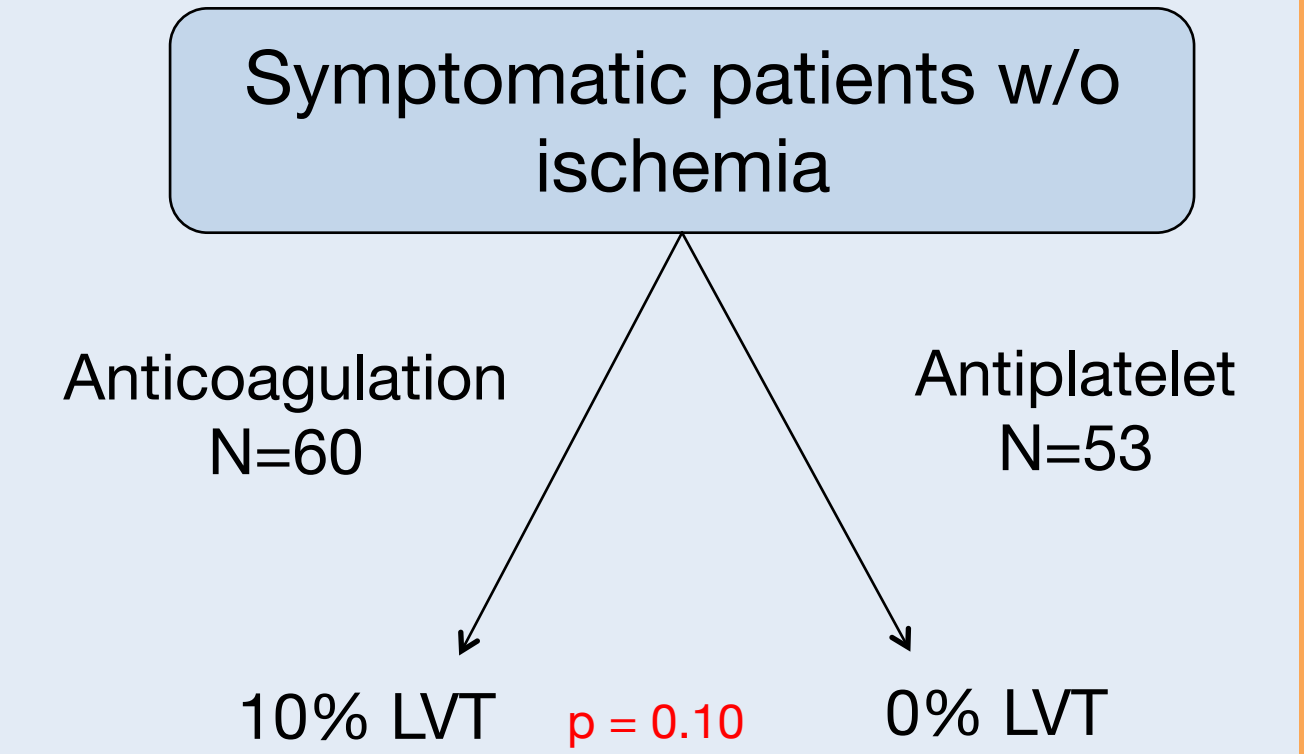 Symptomatic patients w/o
ischemia
Anticoagulation
N=60
Antiplatelet
N=53
10% LVT
p = 0.10
0% LVT